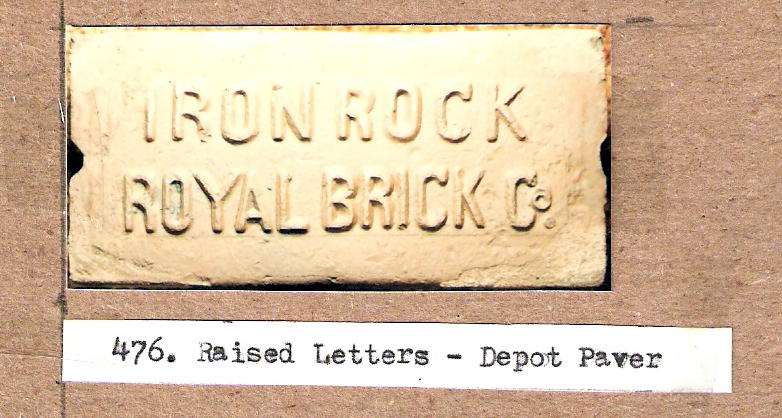 IRON ROCK
ROYAL BRICK Co.
476. Raised Letters - Depot Paver